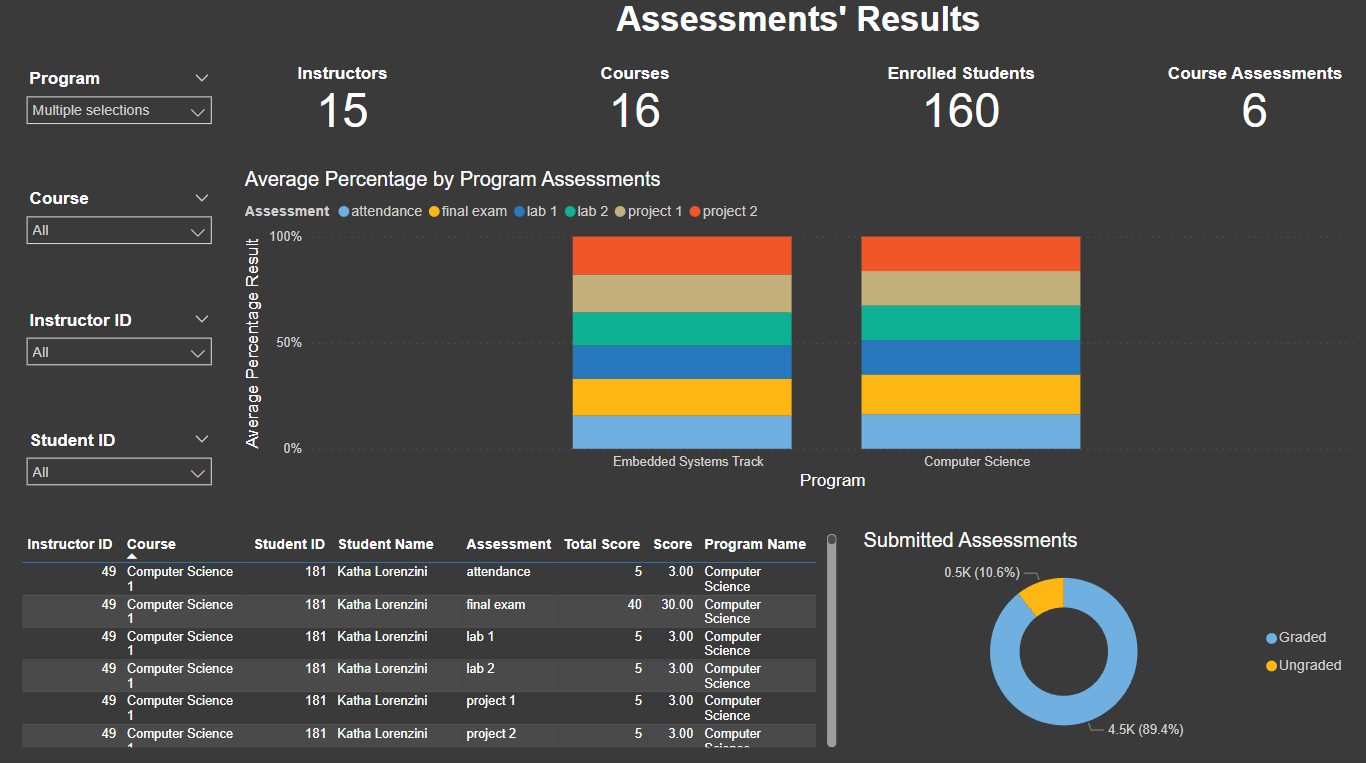 Assessments' Results
Program
Multiple selections
Course
All
Instructor ID
All
Student ID
All
Instructors
15
Courses
16
Enrolled Students
160
Course Assessments
6
Average Percentage by Program Assessments
Assessment attendance final exam lab 1 lab 2 project 1 project 2
Average Percentage Result
100%
50%
0%
Embedded Systems Track Computer Science
Program
Instructor ID Course Student ID Student Name Assessment Total Score Score Program Name
49 Computer Science 181 Katha Lorenzini attendance 5 3.00 Computer
1 Science
49 Computer Science 181 Katha Lorenzini final exam 40 30.00 Computer
1 Science
49 Computer Science 181 Katha Lorenzini lab 1 5 3.00 Computer
1 Science
49 Computer Science 181 Katha Lorenzini lab 2 5 3.00 Computer
1 Science
49 Computer Science 181 Katha Lorenzini project 1 5 3.00 Computer
1 Science
49 Computer Science 181 Katha Lorenzini project 2 5 3.00 Computer
1 Science
Submitted Assessments
0.5K (10.6%)
4.5K (89.4%)
Graded
Ungraded